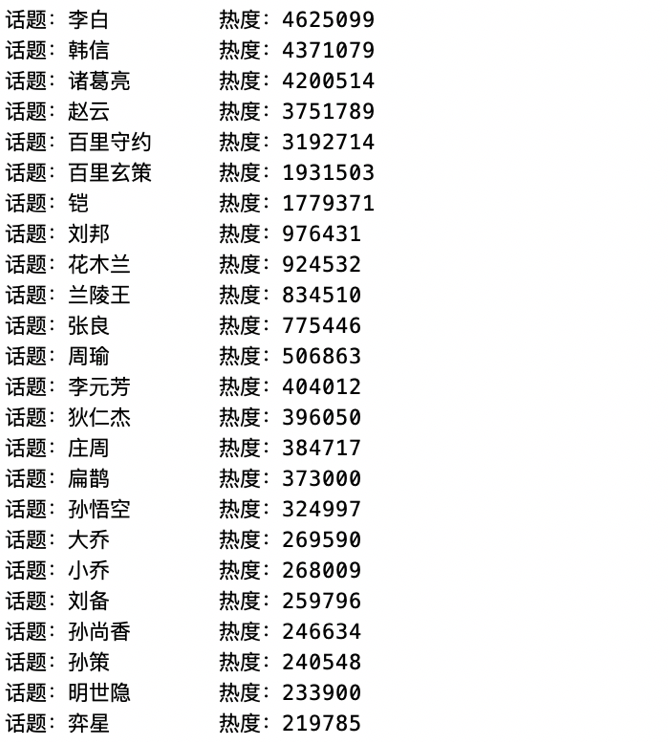 话题: 李白 热度: 4625099
话题: 韩信 热度: 4371079
话题: 诸葛亮 热度: 4200514
话题: 赵云 热度: 3751789
话题: 百里守约 热度: 3192714
话题: 百里玄策 热度: 1931503
话题: 铠 热度: 1779371
话题: 刘邦 热度: 976431
话题: 花木兰 热度: 924532
话题: 兰陵王 热度: 834510
话题: 张良 热度: 775446
话题: 周瑜 热度: 506863
话题: 李元芳 热度: 404012
话题: 狄仁杰 热度: 396050
话题: 庄周 热度: 384717
话题: 扁鹊 热度: 373000
话题: 孙悟空 热度: 324997
话题: 大乔 热度: 269590
话题: 小乔 热度: 268009
话题: 刘备 热度: 259796
话题: 孙尚香 热度: 246634
话题: 孙策 热度: 240548
话题: 明世隐 热度: 233900
话题: 弈星 热度: 219785